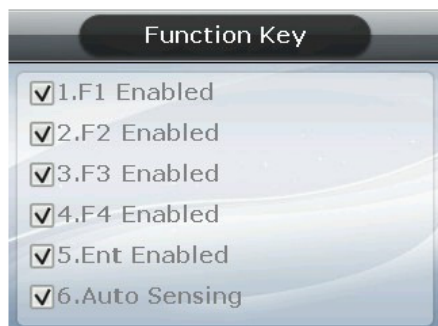 Function Key
1.F1 Enabled
2.F2 Enabled
3.F3 Enabled
4.F4 Enabled
5.Ent Enabled
6.Auto Sensing